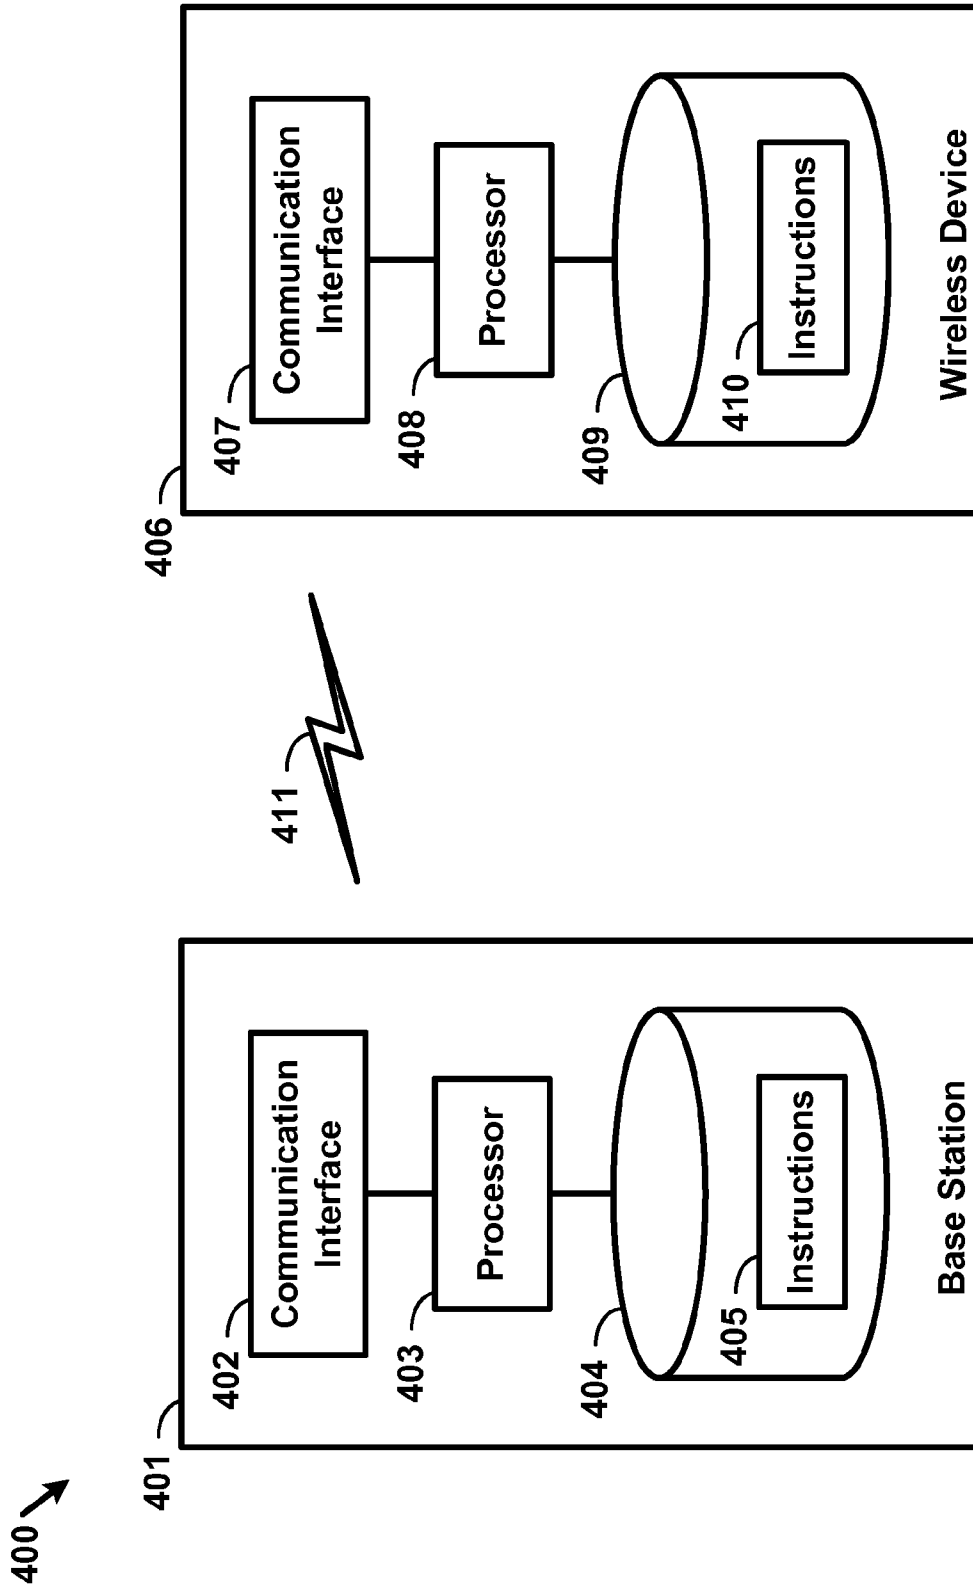 400
401
402
Communication
Interface
403
Processor
404
405
Instructions
Base Station
411
406
407
Communication
Interface
408
Processor
409
410
Instructions
Wireless Device